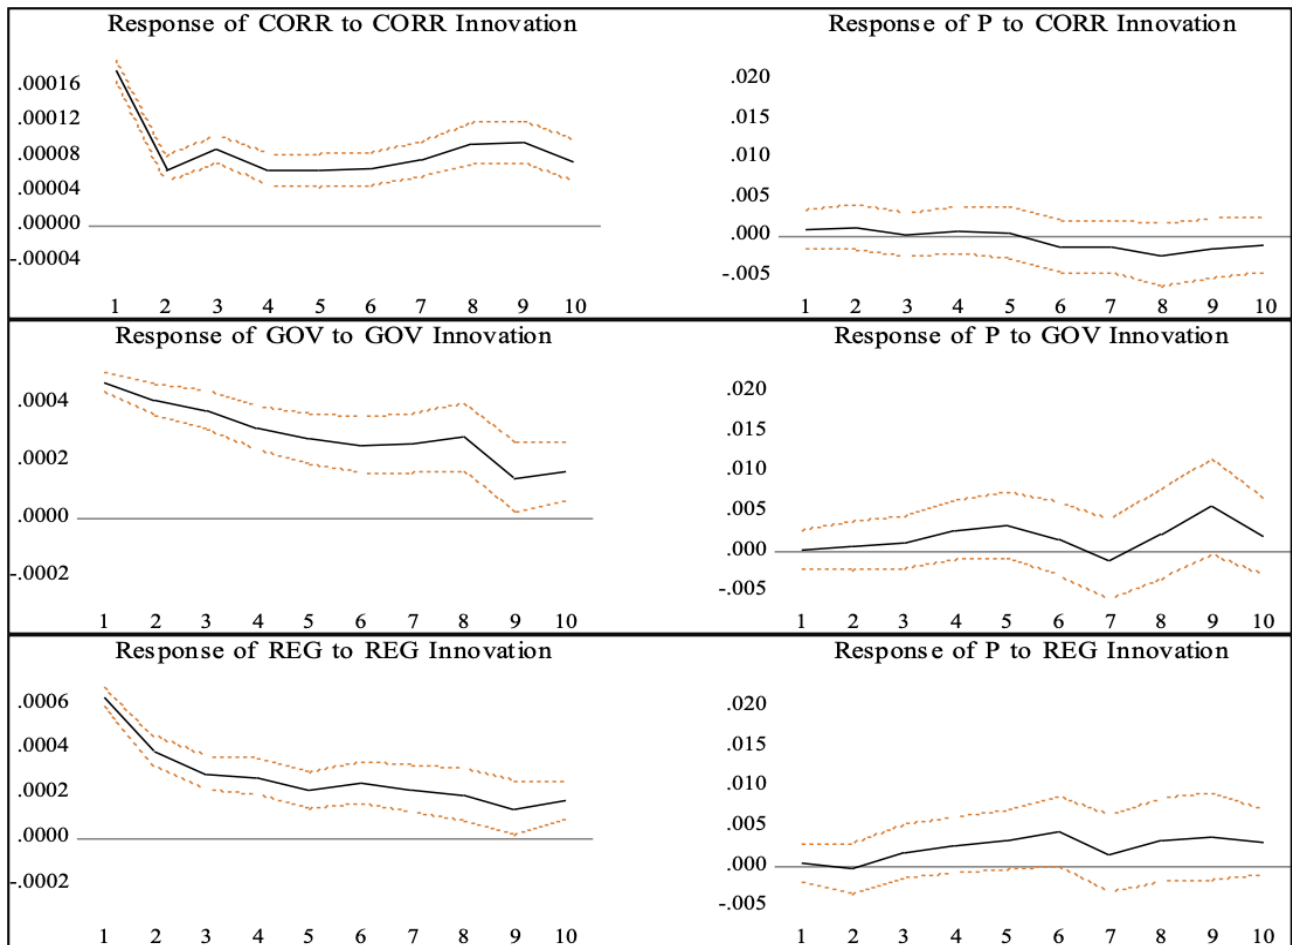 Response of CORR to CORR Innovation
.00016
.00012
.00008
.00004
.00000
-.00004
1 2 3 4 5 6 7 8 9 10
Response of P to CORR Innovation
.020
.015
.010
.005
.000
-.005
1 2 3 4 5 6 7 8 9 10
Response of GOV to GOV Innovation
.0004
.0002
.0000
-.0002
1 2 3 4 5 6 7 8 9 10
Response of P to GOV Innovation
.020
.015
.010
.005
.000
-.005
1 2 3 4 5 6 7 8 9 10
Response of REG to REG Innovation
.0006
.0004
.0002
.0000
-.0002
1 2 3 4 5 6 7 8 9 10
Response of P to REG Innovation
.020
.015
.010
.005
.000
-.005
1 2 3 4 5 6 7 8 9 10